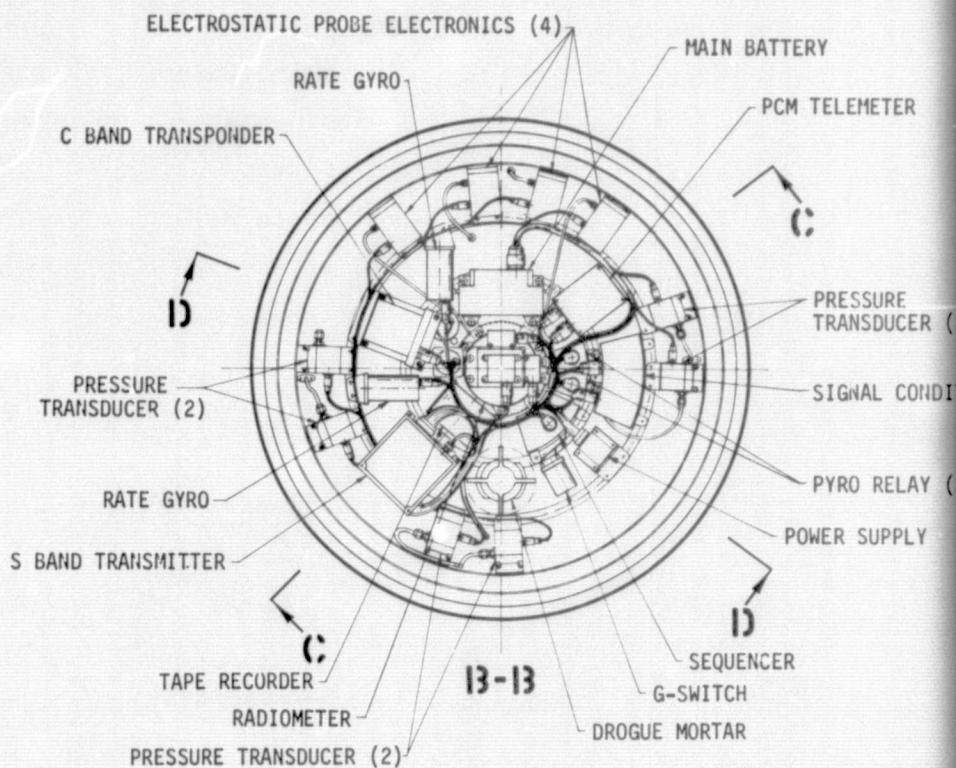 ELECTROSTATIC PROBE ELECTRONICS (4)
MAIN BATTERY
RATE GYRO
PCM TELEMETER
C BAND TRANSPONDER
C
D
PRESSURE
TRANSDUCER (
PRESSURE
TRANSDUCER (2)
SIGNAL CONDI
RATE GYRO
PYRO RELAY (
POWER SUPPLY
S BAND TRANSMITTER
D
C
SEQUENCER
TAPE RECORDER
B-B
G-SWITCH
RADIOMETER
DROGUE MORTAR
PRESSURE TRANSDUCER (2)